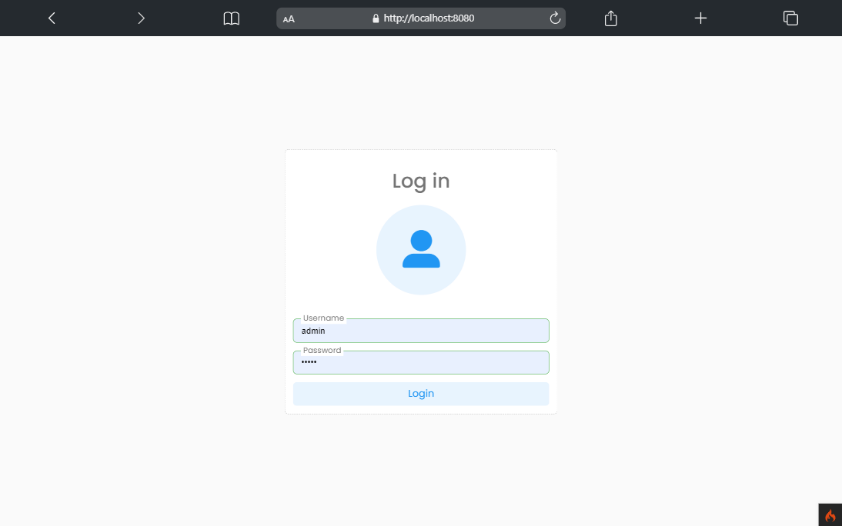 AA http://localhost:8080
Log in
Username
admin
Password
•••••
Login